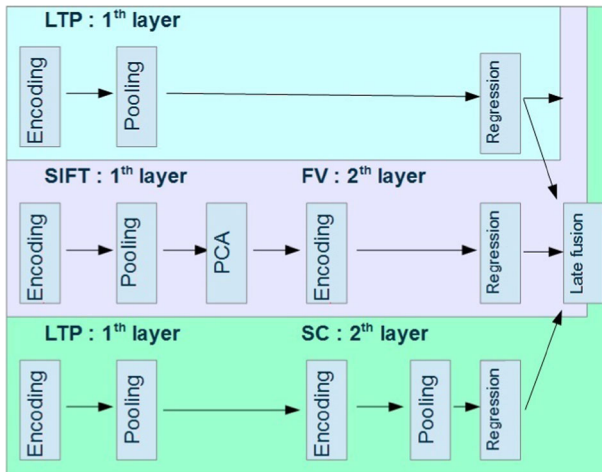 LTP : 1th layer
Encoding
Pooling
Regression
SIFT : 1th layer
FV : 2th layer
Encoding
Pooling
PCA
Encoding
Regression
Late fusion
LTP : 1th layer
SC : 2th layer
Encoding
Pooling
Encoding
Pooling
Regression